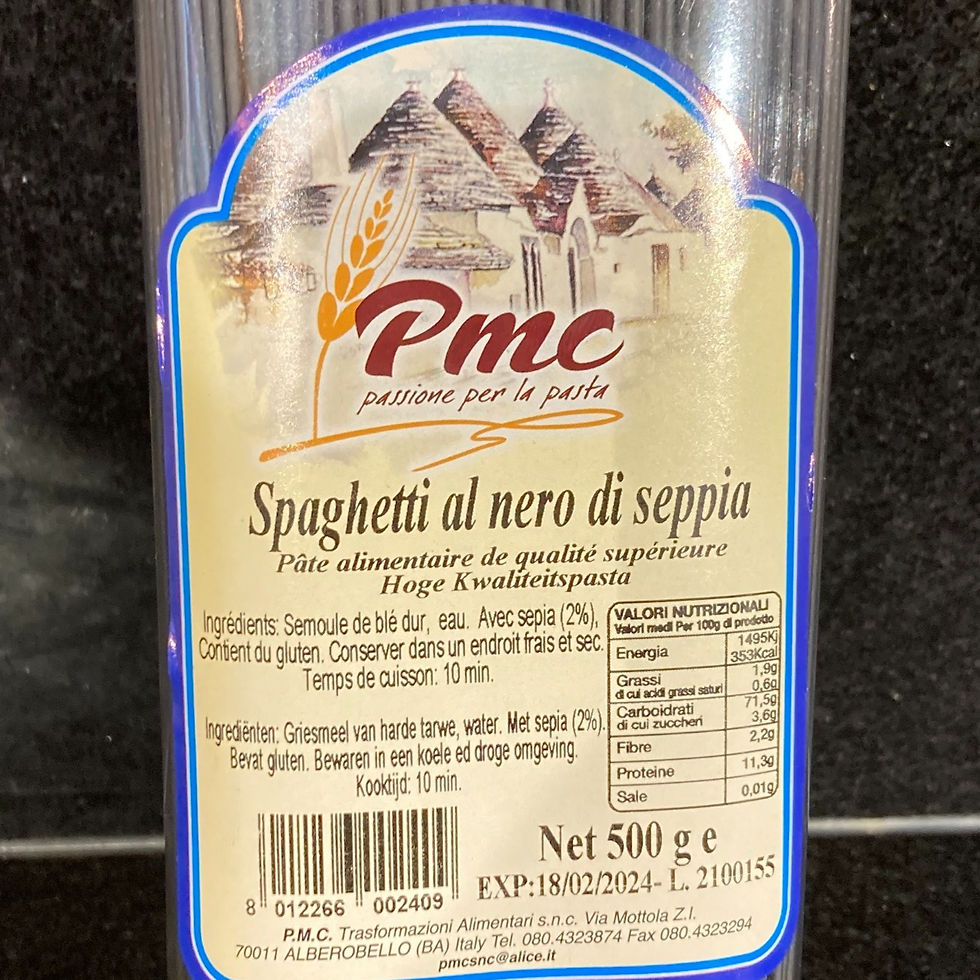 Pmc
passione per la pasta
Spaghetti al nero di seppia
Pâte alimentaire de qualité supérieure
Hoge Kwaliteitspasta
Ingrédients: Semoule de blé dur, eau. Avec sepia (2%),
Contient du gluten. Conserver dans un endroit frais et sec.
Temps de cuisson: 10 min.
Ingrediënten: Griesmeel van harde tarwe, water. Met sepia (2%).
Bevat gluten. Bewaren in een koele ed droge omgeving.
Kooktijd: 10 min.
VALORI NUTRIZIONALI
Valori medi Per 100g di prodotto
Energia 1495Kj
353Kcal
Grassi 1,9g
di cui acidi grassi saturi 0,6g
Carboidrati 71,5g
di cui zuccheri 3,6g
Fibre 2,2g
Proteine 11,3g
Sale 0,01g
Net 500 g e
EXP:18/02/2024- L. 2100155
8 012266 002409
P.M.C. Trasformazioni Alimentari s.n.c. Via Mottola Z.I.
70011 ALBEROBELLO (BA) Italy Tel. 080.4323874 Fax 080.4323294
pmcsnc@alice.it